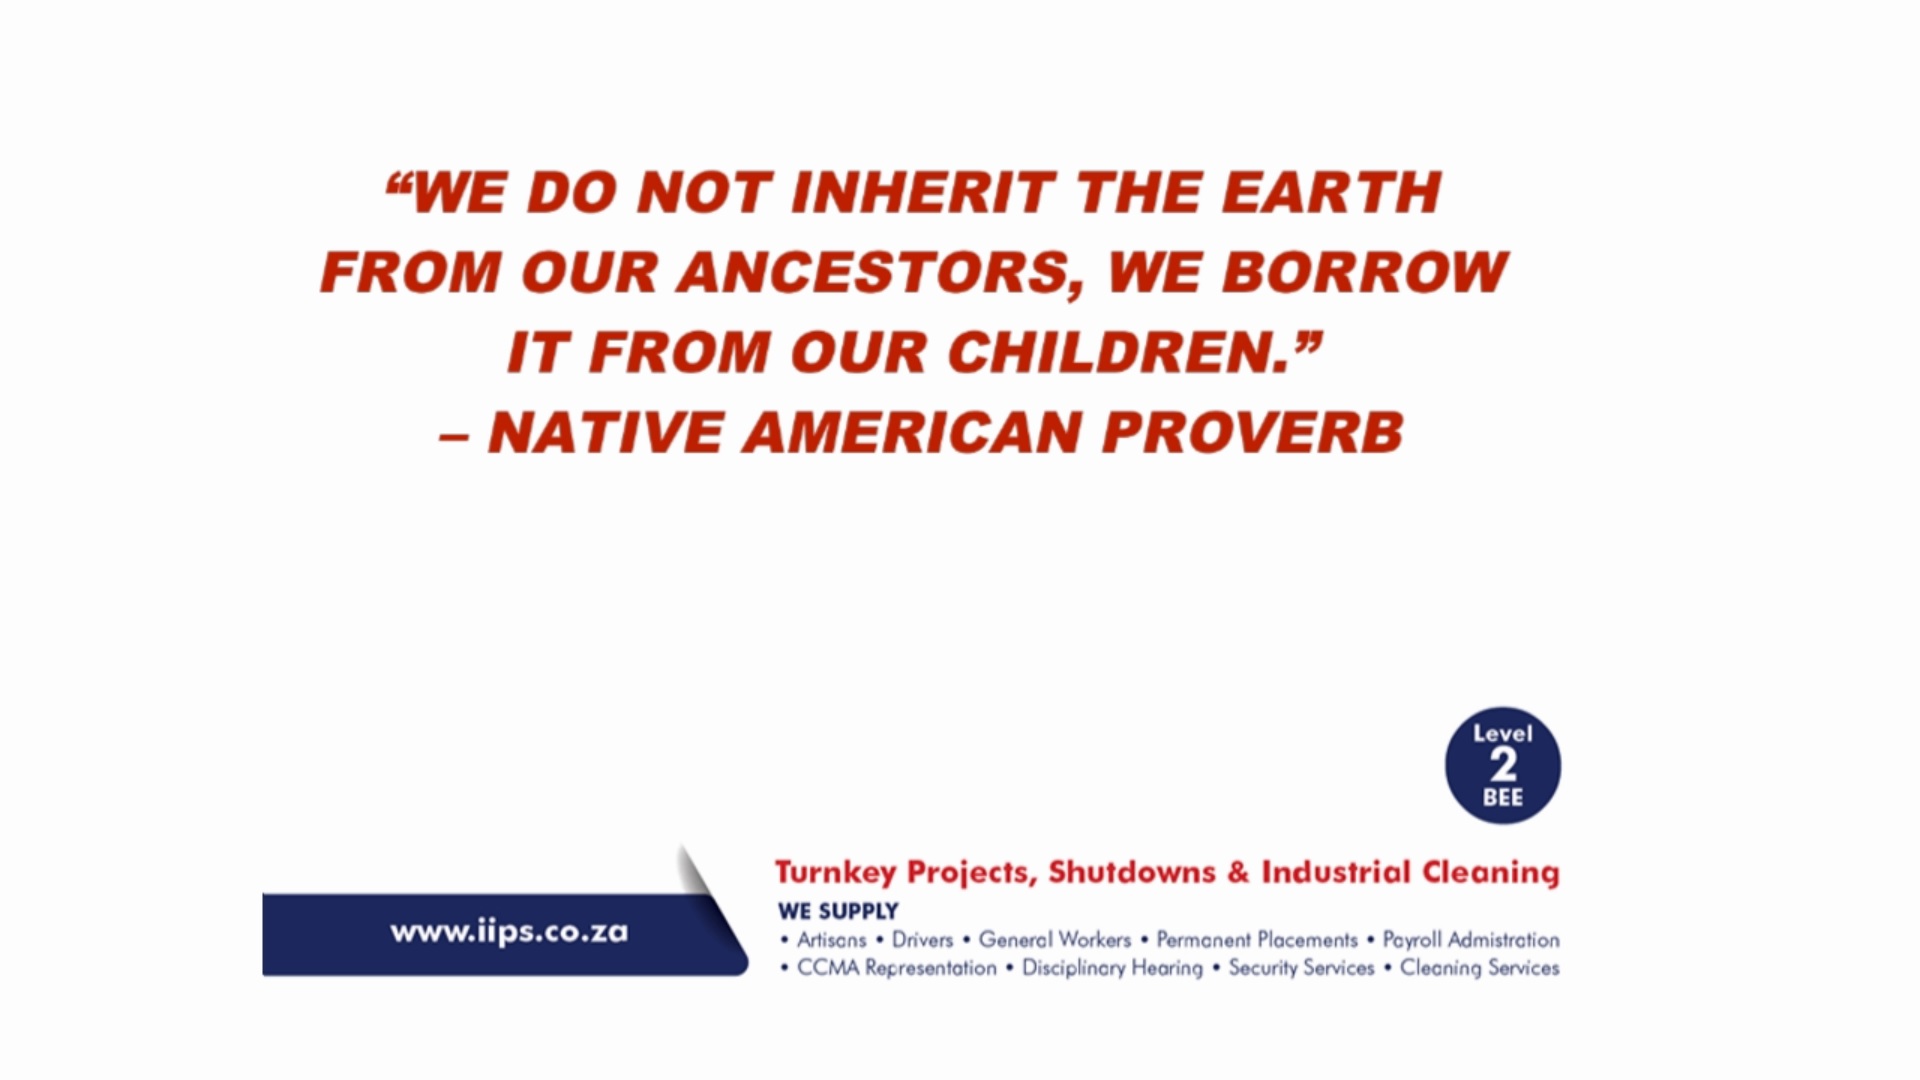 “WE DO NOT INHERIT THE EARTH
FROM OUR ANCESTORS, WE BORROW
IT FROM OUR CHILDREN.”
– NATIVE AMERICAN PROVERB
Level
2
BEE
Turnkey Projects, Shutdowns & Industrial Cleaning
WE SUPPLY
• Artisans • Drivers • General Workers • Permanent Placements • Payroll Admistration
• CCMA Representation • Disciplinary Hearing • Security Services • Cleaning Services
www.iips.co.za